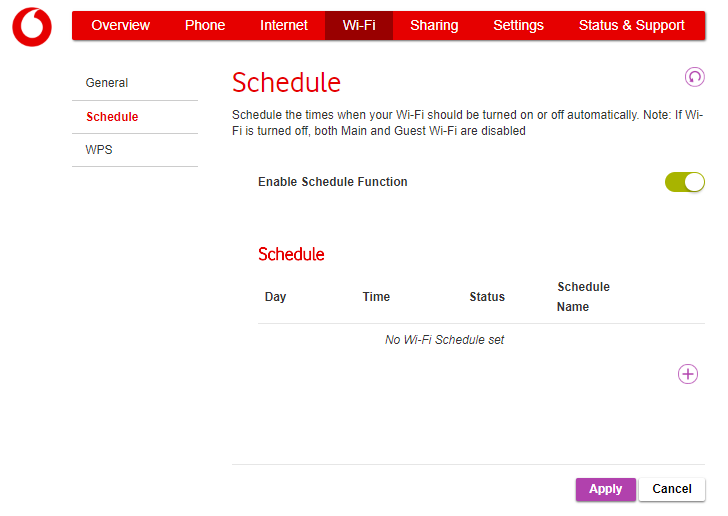 Overview Phone Internet Wi-Fi Sharing Settings Status & Support
General
Schedule
WPS
Schedule
Schedule the times when your Wi-Fi should be turned on or off automatically. Note: If Wi-
Fi is turned off, both Main and Guest Wi-Fi are disabled
Enable Schedule Function
Schedule
Day Time Status Schedule
Name
No Wi-Fi Schedule set
Apply Cancel